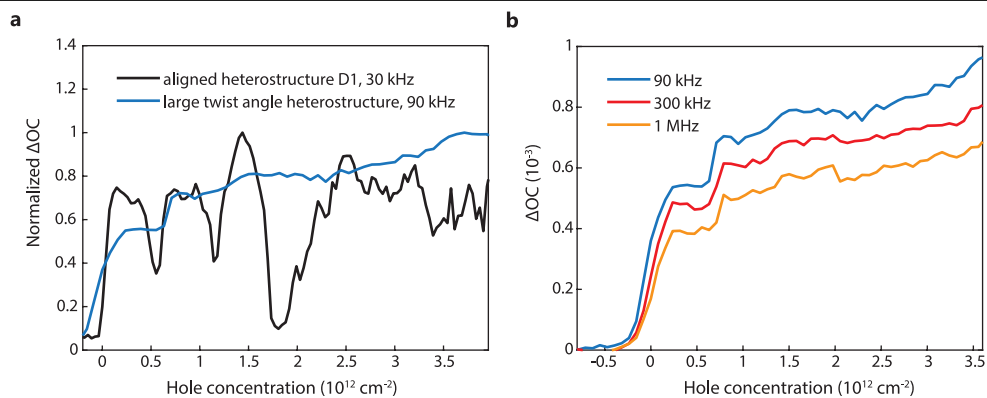 a
1.4
1.2
1.0
0.8
0.6
0.4
0.2
0
Normalized ΔOC
aligned heterostructure D1, 30 kHz
large twist angle heterostructure, 90 kHz
0 0.5 1 1.5 2 2.5 3 3.5
Hole concentration (10¹² cm⁻²)
b
1
0.8
0.6
0.4
0.2
0
ΔOC (10⁻³)
90 kHz
300 kHz
1 MHz
-0.5 0 0.5 1 1.5 2 2.5 3 3.5
Hole concentration (10¹² cm⁻²)